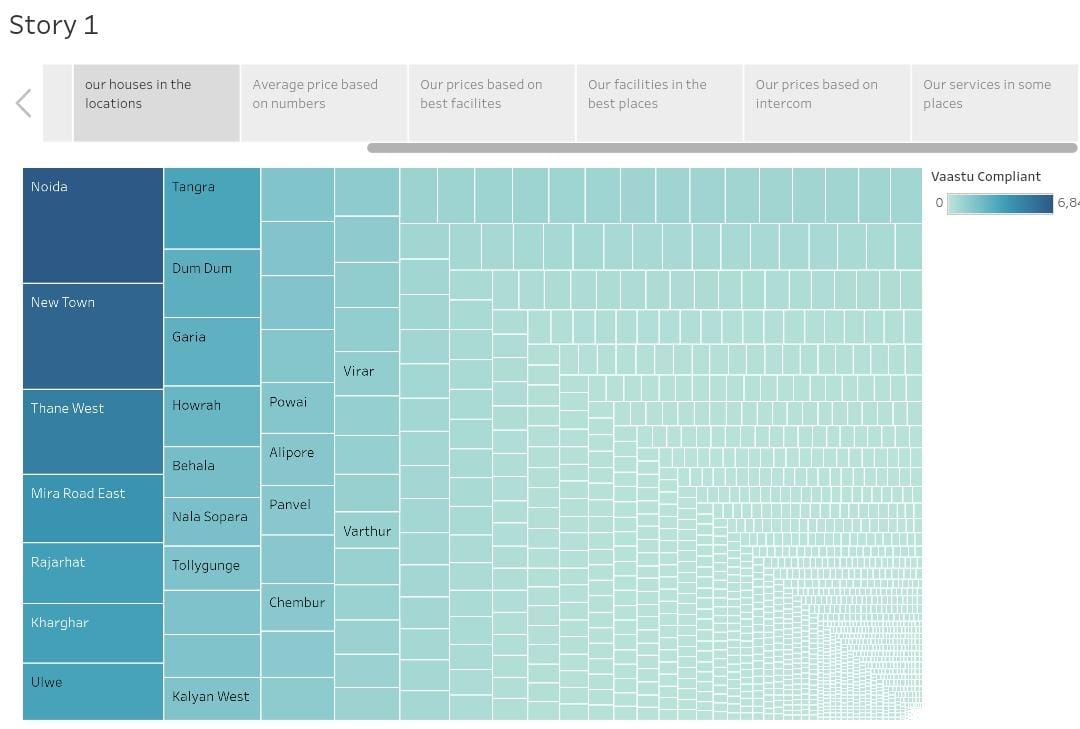 Story 1
our houses in the
locations
Average price based
on numbers
Our prices based on
best facilites
Our facilities in the
best places
Our prices based on
intercom
Our services in some
places
Noida
New Town
Thane West
Mira Road East
Rajarhat
Kharghar
Ulwe
Tangra
Dum Dum
Garia
Howrah
Behala
Nala Sopara
Tollygunge
Kalyan West
Powai
Alipore
Panvel
Chembur
Virar
Varthur
Vaastu Compliant
0